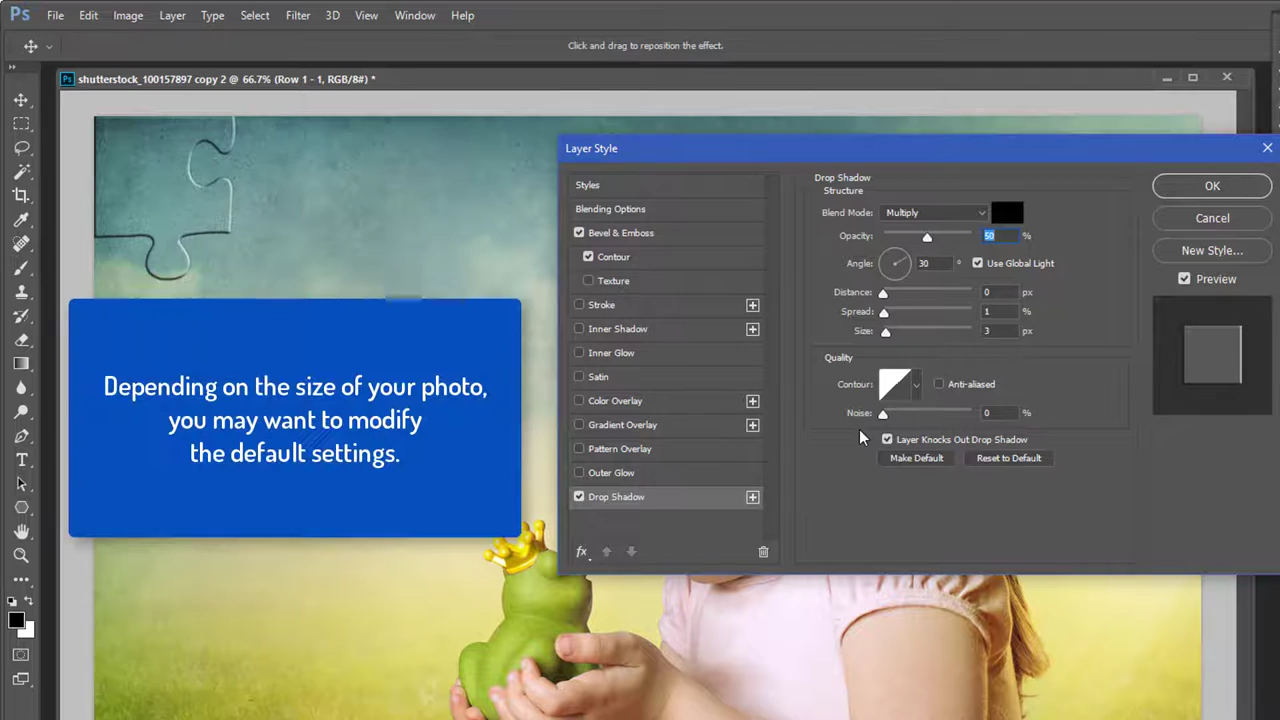 Ps File Edit Image Layer Type Select Filter 3D View Window Help
Click and drag to reposition the effect.
Ps shutterstock_100157897 copy 2 @ 66.7% (Row 1 - 1, RGB/8#) *
Layer Style
Styles
Blending Options
Bevel & Emboss
Contour
Texture
Stroke
Inner Shadow
Inner Glow
Satin
Color Overlay
Gradient Overlay
Pattern Overlay
Outer Glow
Drop Shadow
fx
Drop Shadow
Structure
Blend Mode: Multiply
Opacity: 50 %
Angle: 30 ° Use Global Light
Distance: 0 px
Spread: 1 %
Size: 3 px
Quality
Contour: Anti-aliased
Noise: 0 %
Layer Knocks Out Drop Shadow
Make Default Reset to Default
OK
Cancel
New Style...
Preview
Depending on the size of your photo,
you may want to modify
the default settings.